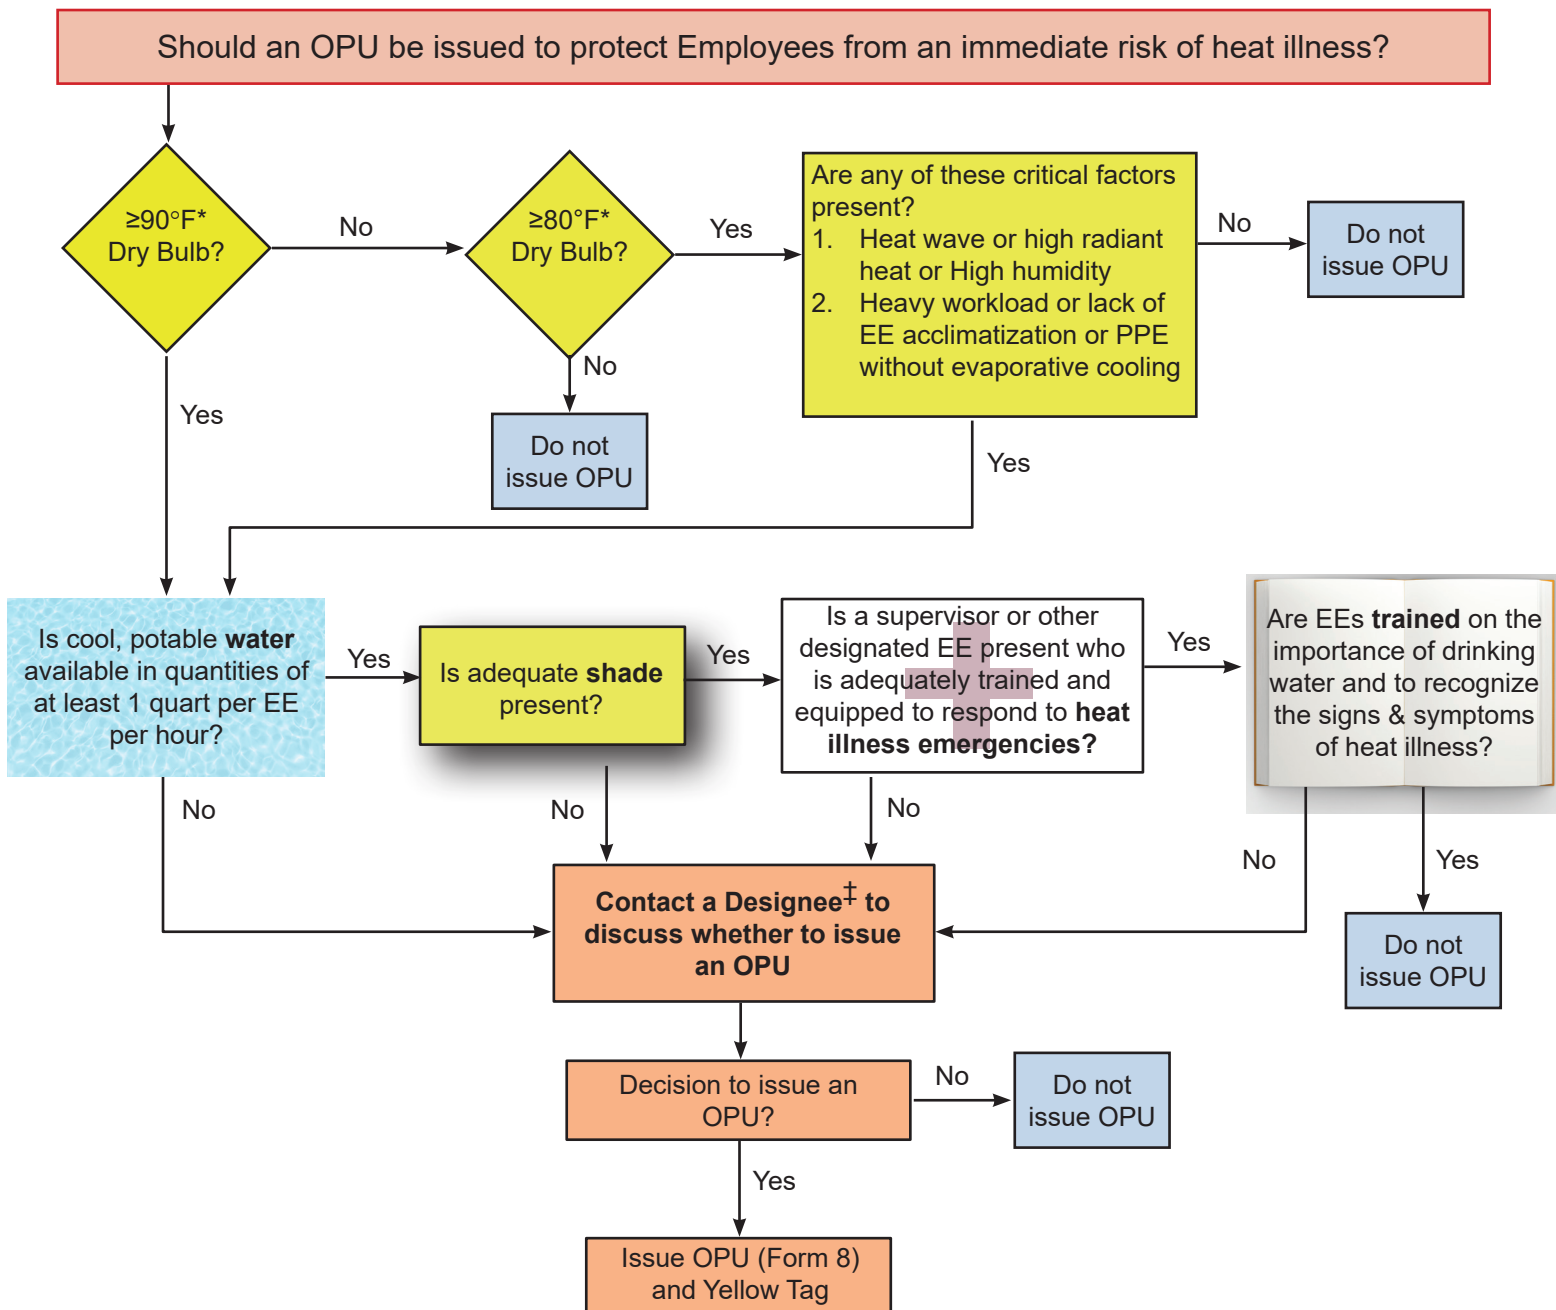 Should an OPU be issued to protect Employees from an immediate risk of heat illness?
≥90°F*
Dry Bulb?
No
≥80°F*
Dry Bulb?
Yes
Are any of these critical factors
present?
1. Heat wave or high radiant
heat or High humidity
2. Heavy workload or lack of
EE acclimatization or PPE
without evaporative cooling
No
Do not
issue OPU
Yes
No
Do not
issue OPU
Yes
Is cool, potable water
available in quantities of
at least 1 quart per EE
per hour?
Yes
Is adequate shade
present?
Yes
Is a supervisor or other
designated EE present who
is adequately trained and
equipped to respond to heat
illness emergencies?
Yes
Are EEs trained on the
importance of drinking
water and to recognize
the signs & symptoms
of heat illness?
No
No
No
No
Yes
Do not
issue OPU
Contact a Designee‡ to
discuss whether to issue
an OPU
Decision to issue an
OPU?
No
Do not
issue OPU
Yes
Issue OPU (Form 8)
and Yellow Tag